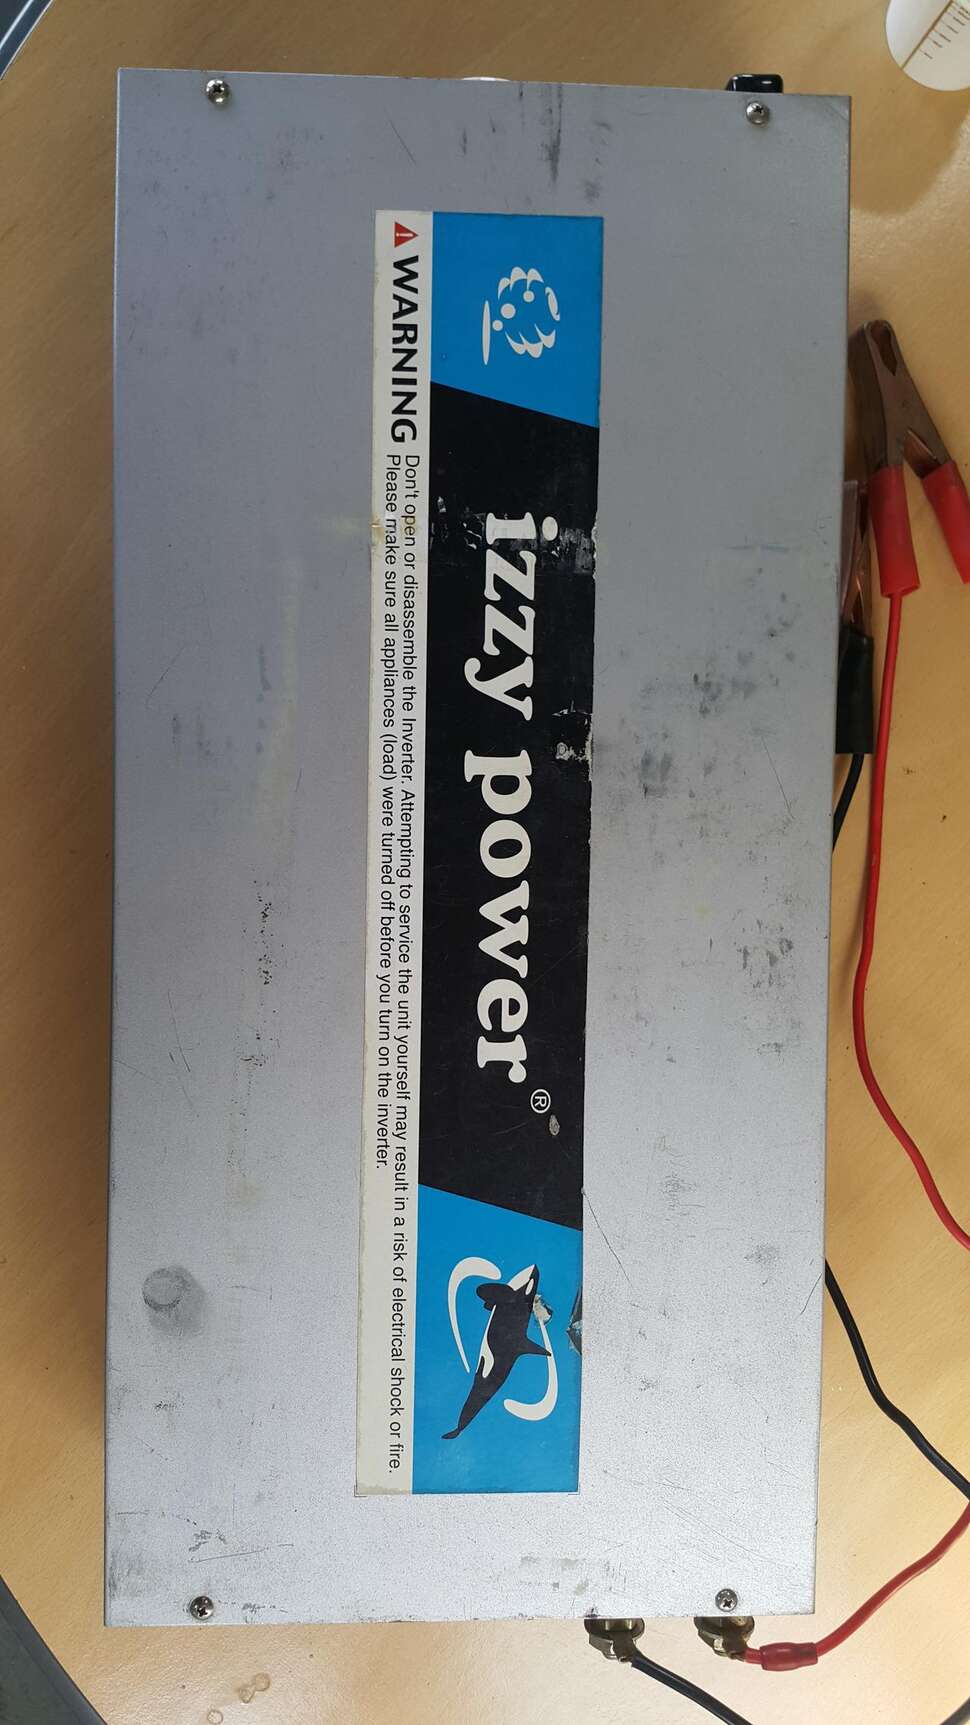 izzy power®
WARNING
Don't open or disassemble the Inverter. Attempting to service the unit yourself may result in a risk of electrical shock or fire.
Please make sure all appliances (load) were turned off before you turn on the inverter.